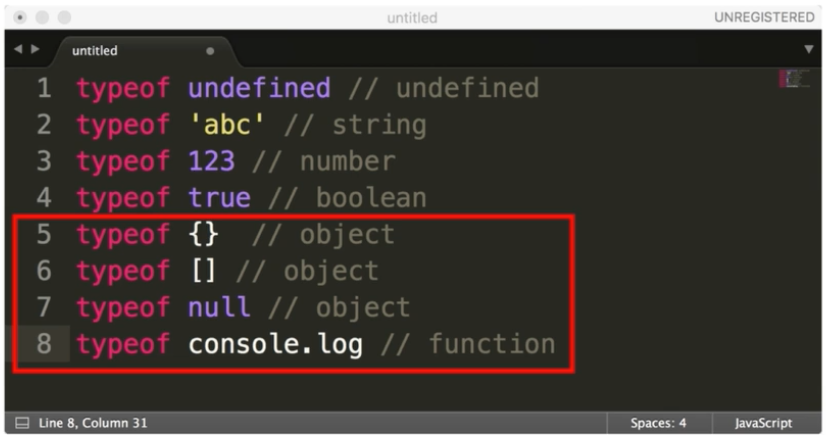 untitled
UNREGISTERED
untitled
1 typeof undefined // undefined
2 typeof 'abc' // string
3 typeof 123 // number
4 typeof true // boolean
5 typeof {}  // object
6 typeof [] // object
7 typeof null // object
8 typeof console.log // function
Line 8, Column 31
Spaces: 4
JavaScript